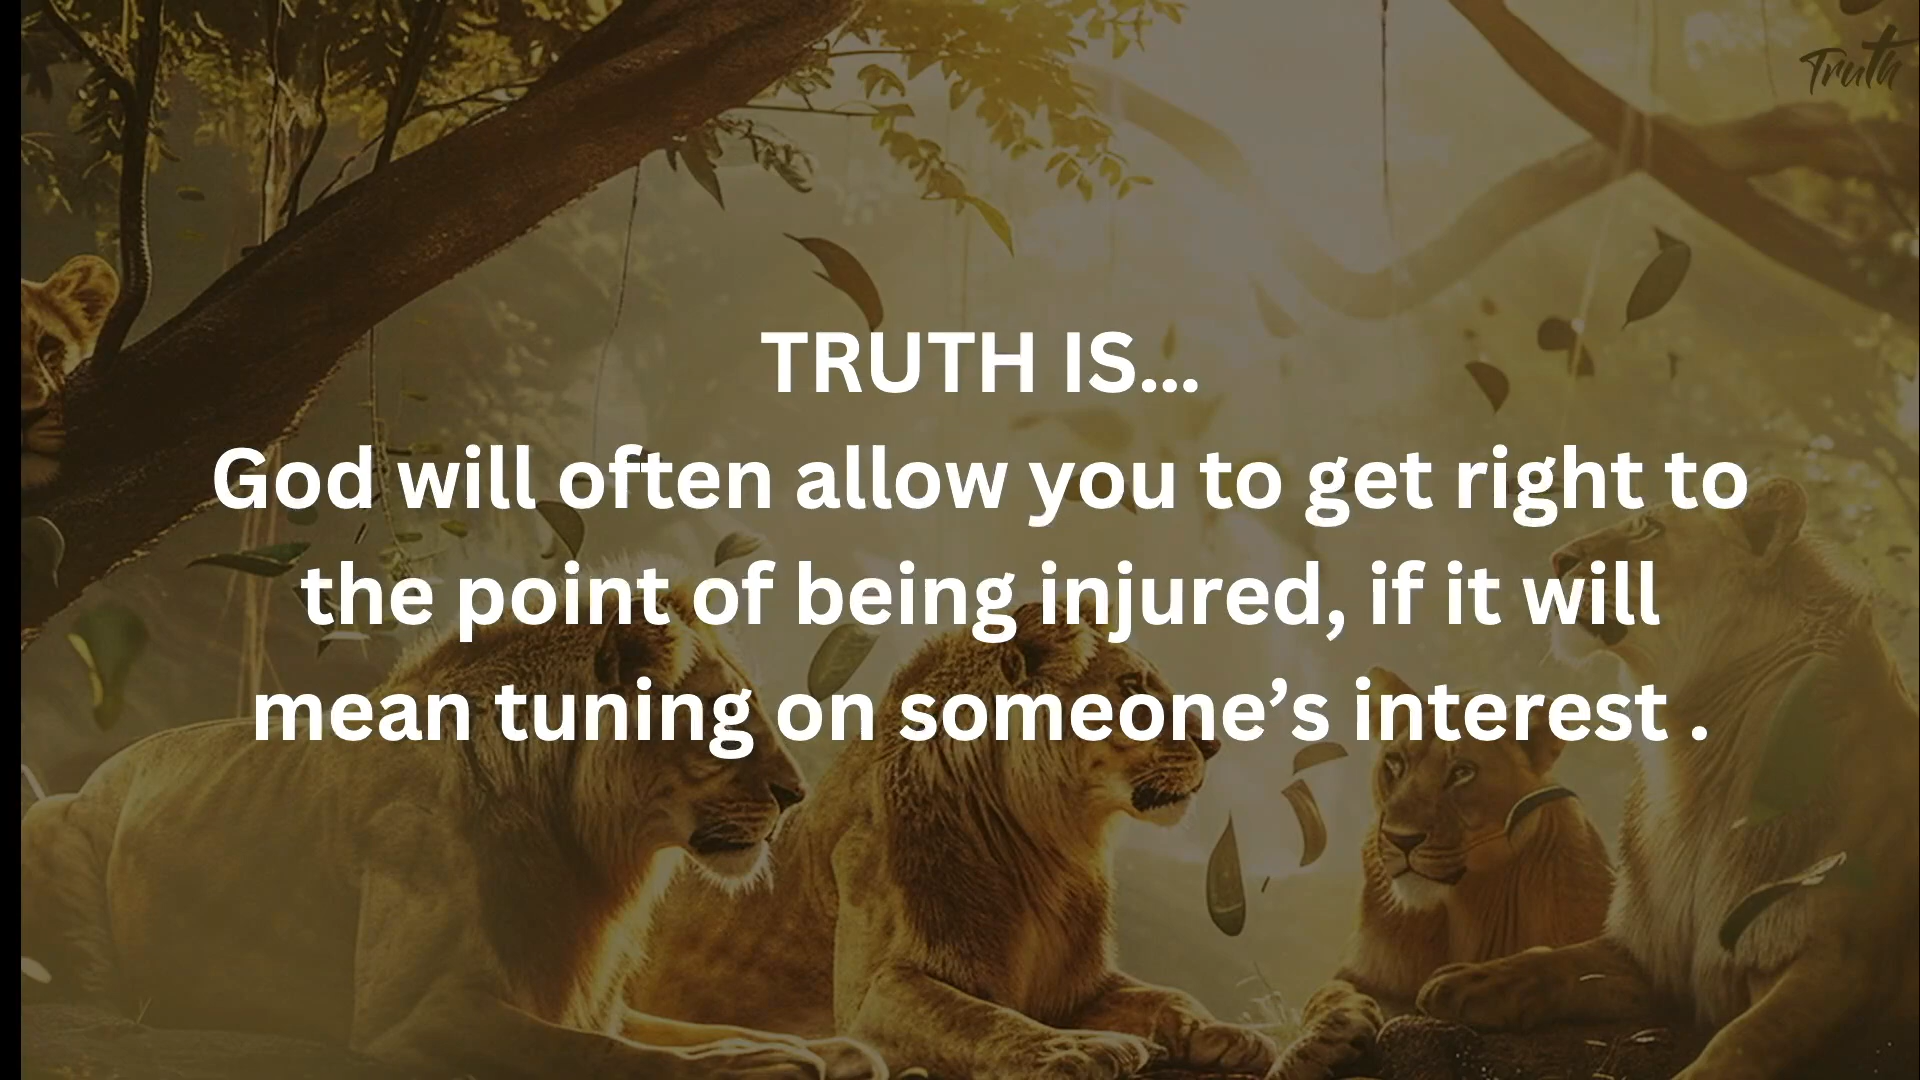 Truth
TRUTH IS...
God will often allow you to get right to
the point of being injured, if it will
mean tuning on someone’s interest .